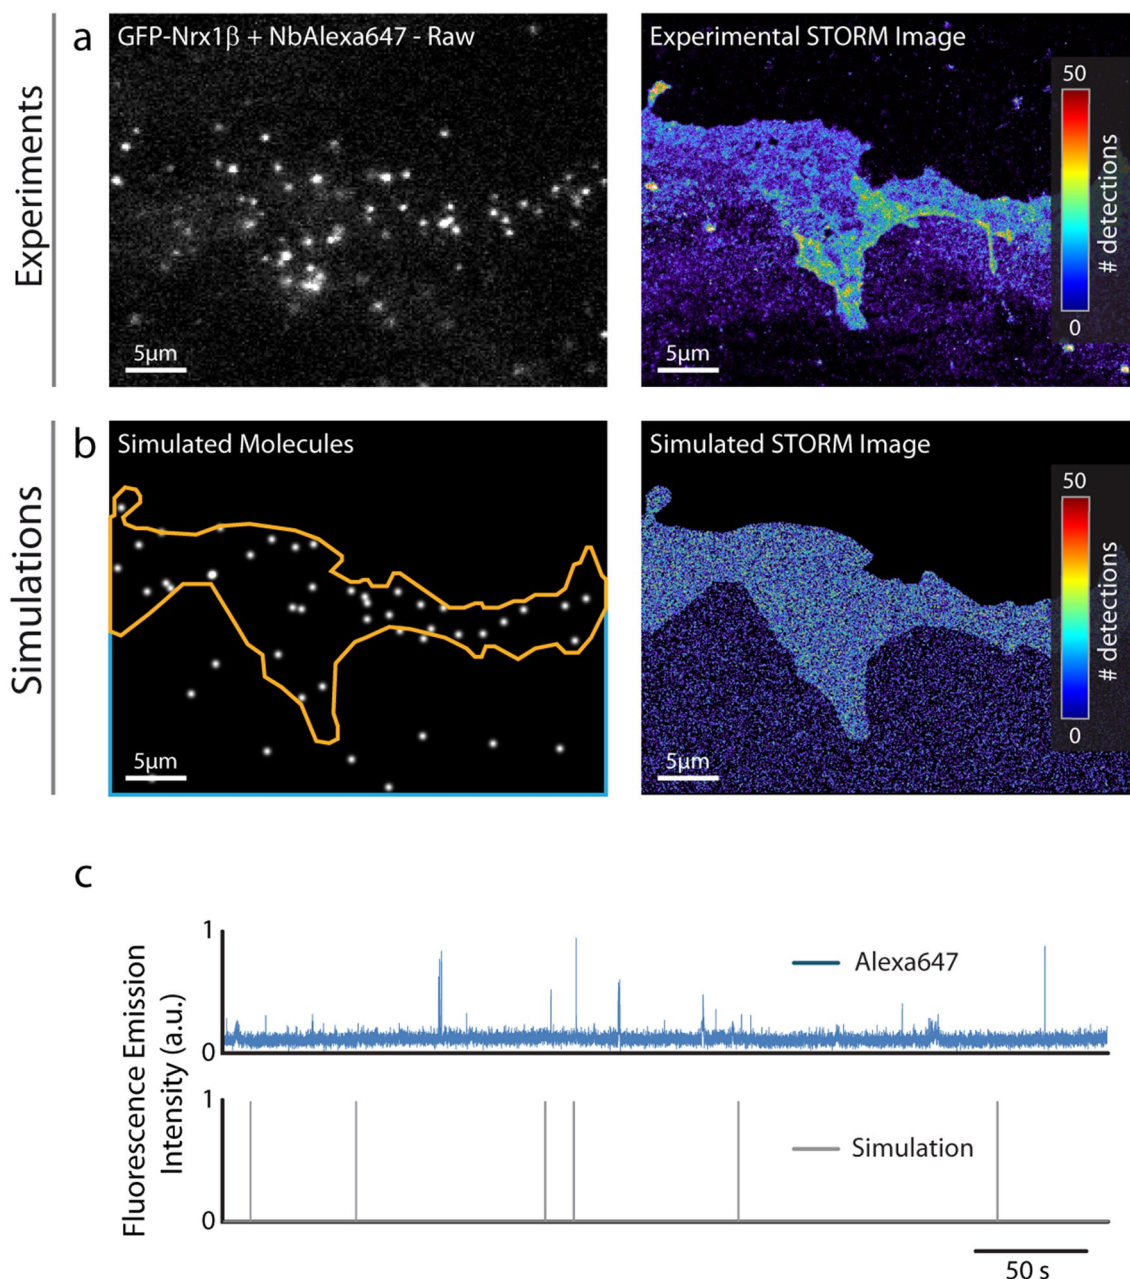 Experiments
a
GFP-Nrx1β + NbAlexa647 - Raw
5μm
Experimental STORM Image
50
# detections
0
5μm
Simulations
b
Simulated Molecules
5μm
Simulated STORM Image
50
# detections
0
5μm
c
Fluorescence Emission
Intensity (a.u.)
1
0
Alexa647
1
0
Simulation
50 s